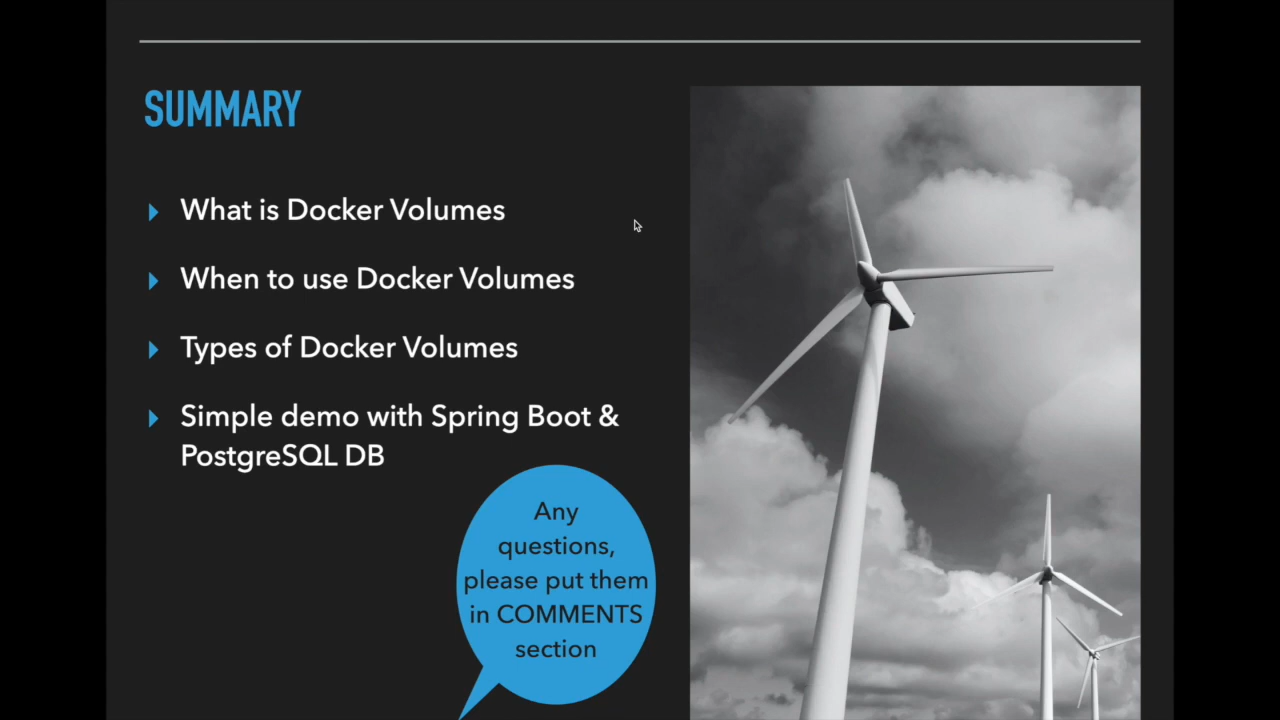 SUMMARY
What is Docker Volumes
When to use Docker Volumes
Types of Docker Volumes
Simple demo with Spring Boot &
PostgreSQL DB
Any
questions,
please put them
in COMMENTS
section